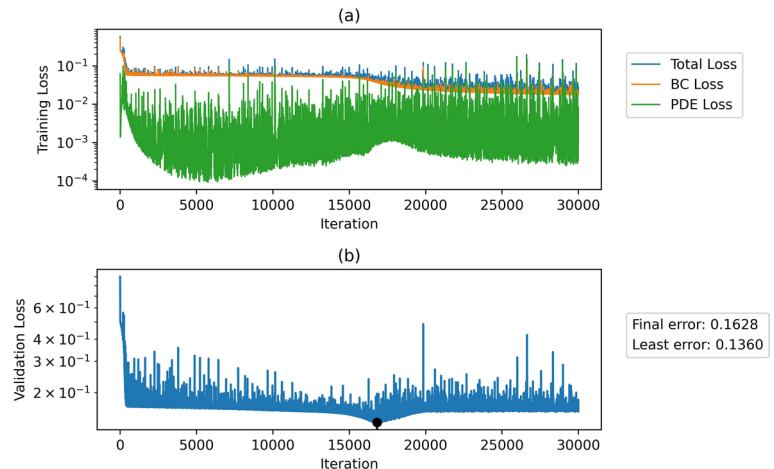 (a)
Training Loss
10⁻¹
10⁻²
10⁻³
10⁻⁴
0 5000 10000 15000 20000 25000 30000
Iteration
Total Loss
BC Loss
PDE Loss
(b)
Validation Loss
6 × 10⁻¹
4 × 10⁻¹
3 × 10⁻¹
2 × 10⁻¹
0 5000 10000 15000 20000 25000 30000
Iteration
Final error: 0.1628
Least error: 0.1360